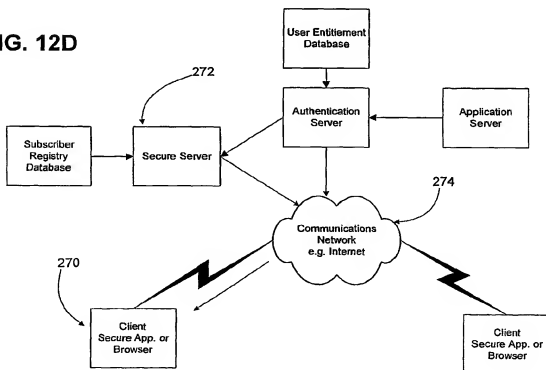 IG. 12D
User Entitlement
Database
272
Authentication
Server
Application
Server
Subscriber
Registry
Database
Secure Server
274
Communications
Network
e.g. Internet
270
Client
Secure App. or
Browser
Client
Secure App. or
Browser